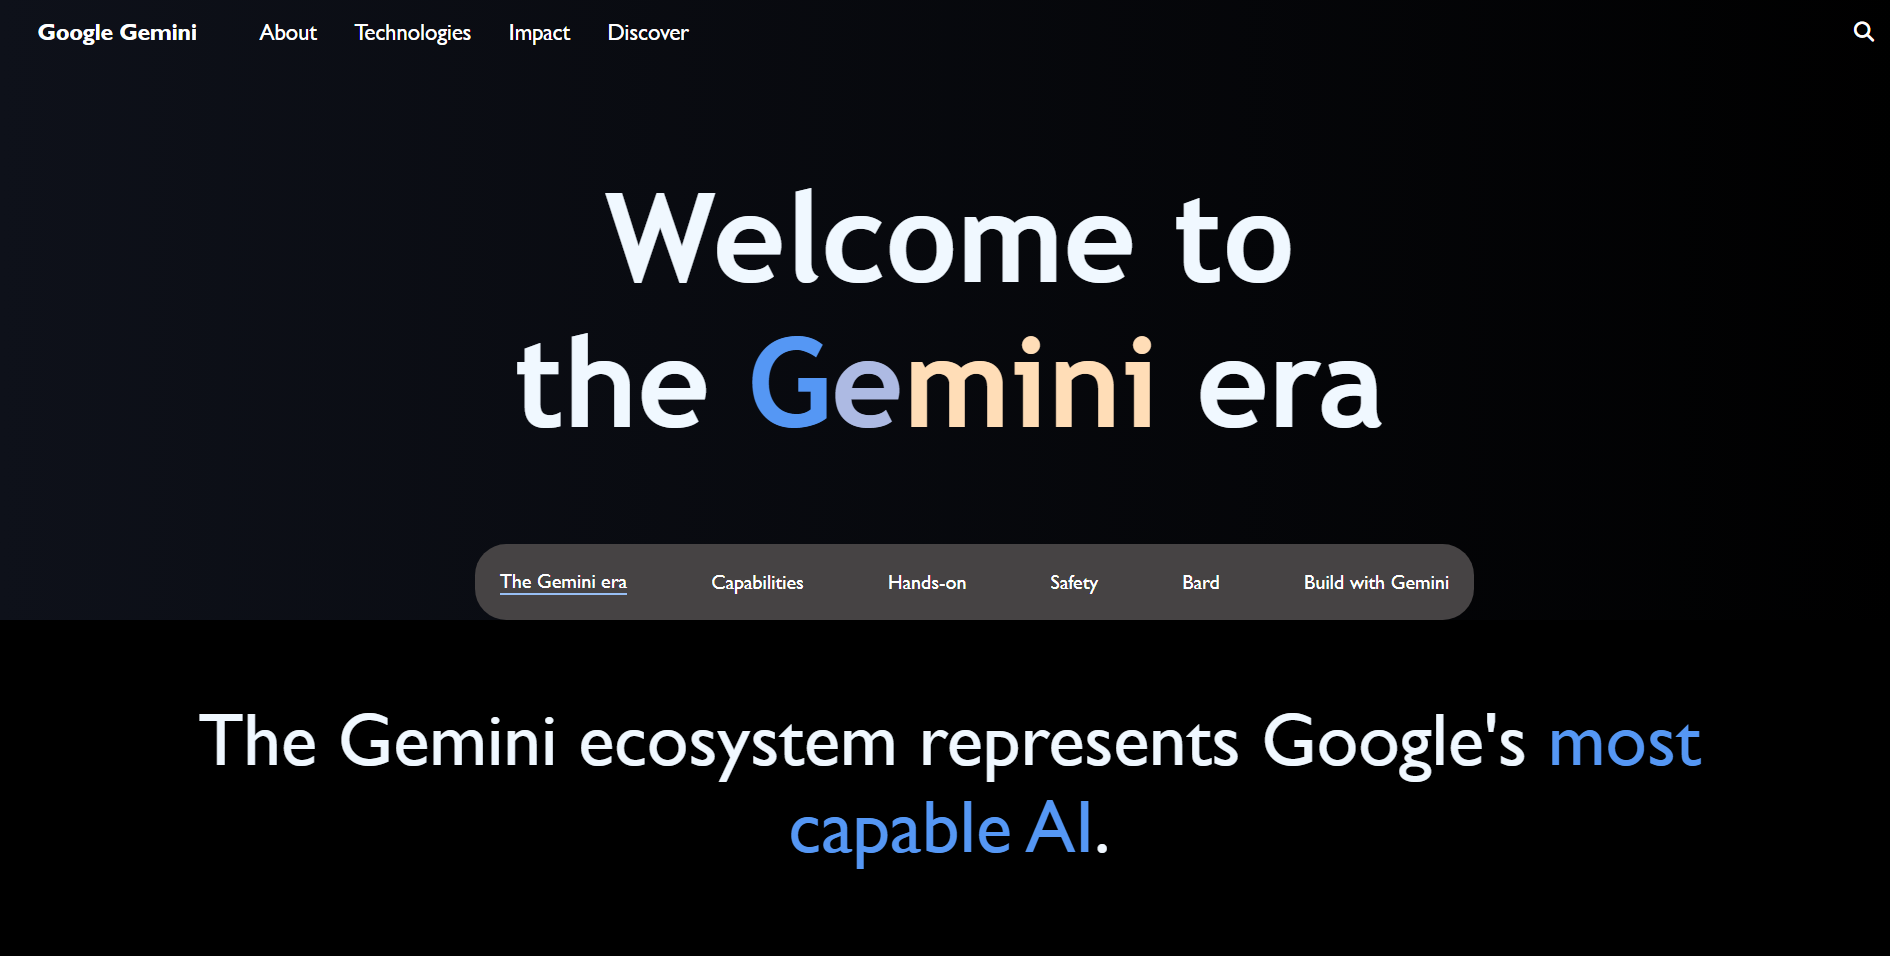 Google Gemini About Technologies Impact Discover
Welcome to
the Gemini era
The Gemini era Capabilities Hands-on Safety Bard Build with Gemini
The Gemini ecosystem represents Google's most
capable AI.